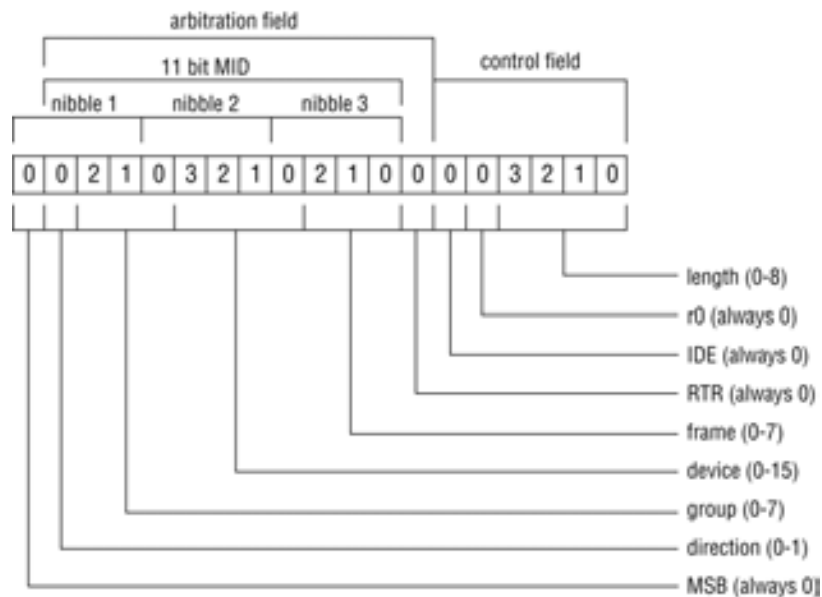 arbitration field
11 bit MID
control field
nibble 1 nibble 2 nibble 3
0 0 2 1 0 3 2 1 0 2 1 0 0 0 0 3 2 1 0
length (0-8)
r0 (always 0)
IDE (always 0)
RTR (always 0)
frame (0-7)
device (0-15)
group (0-7)
direction (0-1)
MSB (always 0)